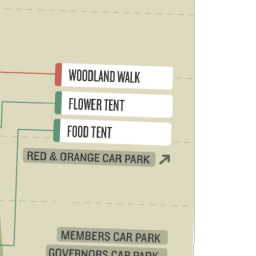 WOODLAND WALK
FLOWER TENT
FOOD TENT
RED & ORANGE CAR PARK
MEMBERS CAR PARK
GOVERNORS CAR PARK